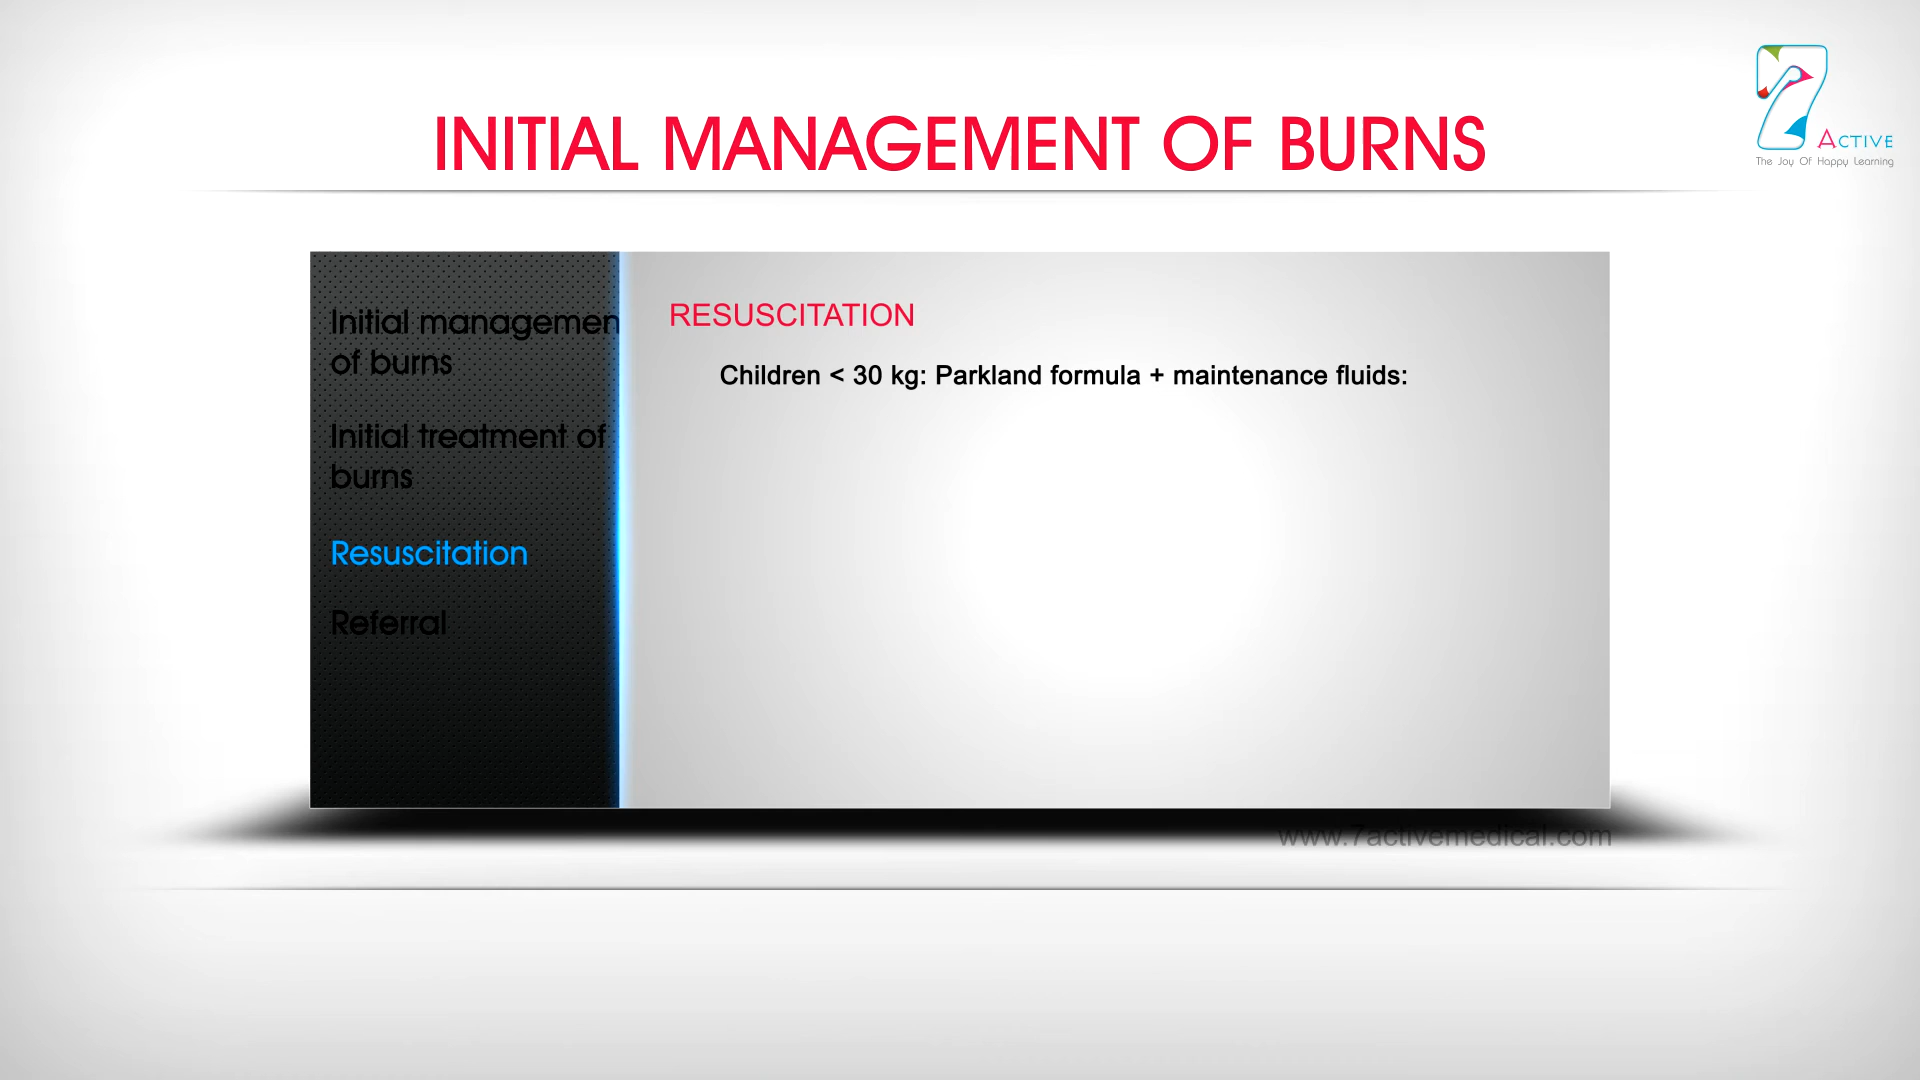 INITIAL MANAGEMENT OF BURNS
7 ACTIVE
The Joy Of Happy Learning
Initial managemen
of burns
Initial treatment of
burns
Resuscitation
Referral
RESUSCITATION
Children < 30 kg: Parkland formula + maintenance fluids:
www.7activemedical.com